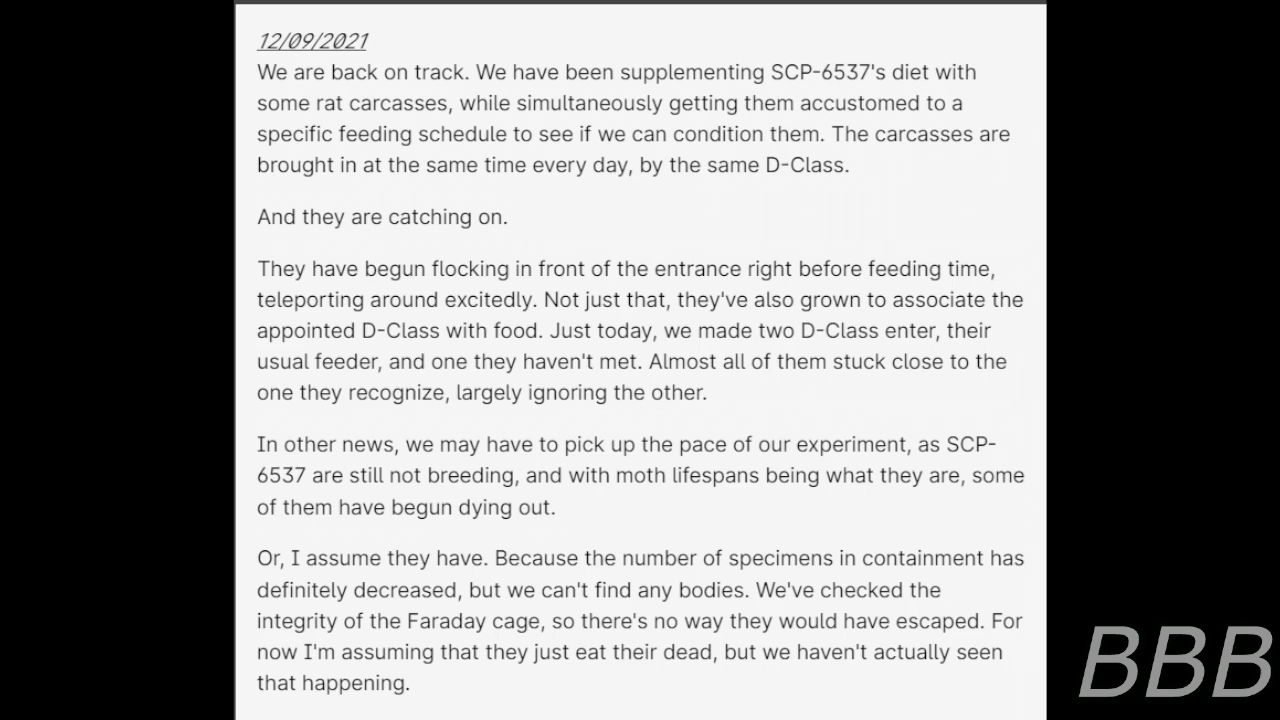 12/09/2021
We are back on track. We have been supplementing SCP-6537's diet with
some rat carcasses, while simultaneously getting them accustomed to a
specific feeding schedule to see if we can condition them. The carcasses are
brought in at the same time every day, by the same D-Class.
And they are catching on.
They have begun flocking in front of the entrance right before feeding time,
teleporting around excitedly. Not just that, they've also grown to associate the
appointed D-Class with food. Just today, we made two D-Class enter, their
usual feeder, and one they haven't met. Almost all of them stuck close to the
one they recognize, largely ignoring the other.
In other news, we may have to pick up the pace of our experiment, as SCP-
6537 are still not breeding, and with moth lifespans being what they are, some
of them have begun dying out.
Or, I assume they have. Because the number of specimens in containment has
definitely decreased, but we can't find any bodies. We've checked the
integrity of the Faraday cage, so there's no way they would have escaped. For
now I'm assuming that they just eat their dead, but we haven't actually seen
that happening.
BBB